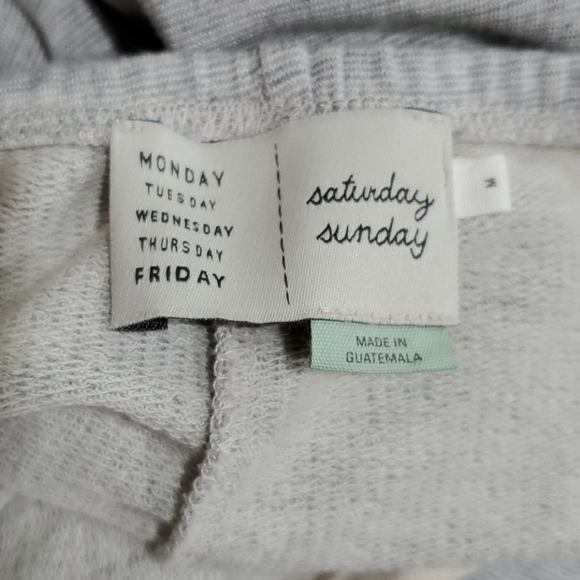 MONDAY
TUESDAY
WEDNESDAY
THURSDAY
FRIDAY
saturday
sunday
M
MADE IN
GUATEMALA